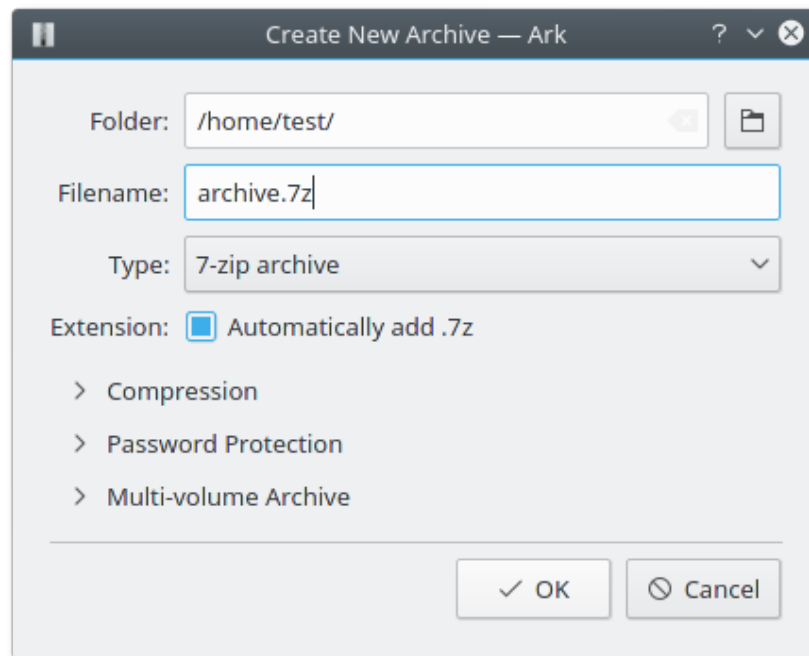 Create New Archive — Ark
Folder: /home/test/
Filename: archive.7z
Type: 7-zip archive
Extension: Automatically add .7z
Compression
Password Protection
Multi-volume Archive
OK Cancel